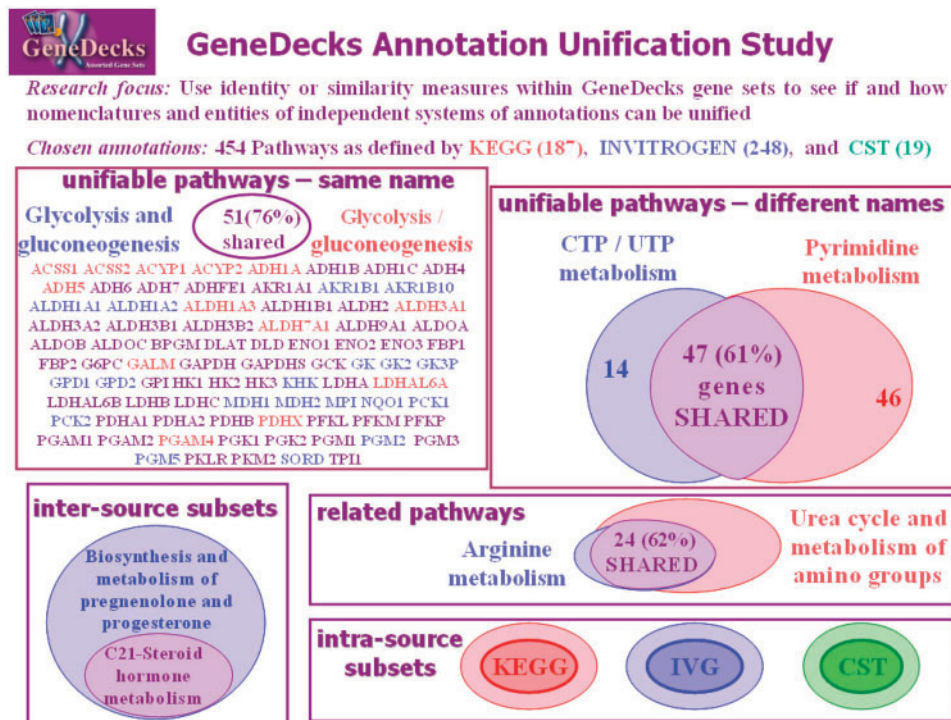 GeneDecks
Assorted Gene Sets
GeneDecks Annotation Unification Study
Research focus: Use identity or similarity measures within GeneDecks gene sets to see if and how
nomenclatures and entities of independent systems of annotations can be unified
Chosen annotations: 454 Pathways as defined by KEGG (187), INVITROGEN (248), and CST (19)
unifiable pathways – same name
Glycolysis and
gluconeogenesis
51(76%)
shared
Glycolysis /
gluconeogenesis
ACSS1 ACSS2 ACYP1 ACYP2 ADH1A ADH1B ADH1C ADH4
ADH5 ADH6 ADH7 ADHFE1 AKR1A1 AKR1B1 AKR1B10
ALDH1A1 ALDH1A2 ALDH1A3 ALDH1B1 ALDH2 ALDH3A1
ALDH3A2 ALDH3B1 ALDH3B2 ALDH7A1 ALDH9A1 ALDOA
ALDOB ALDOC BPGM DLAT DLD ENO1 ENO2 ENO3 FBP1
FBP2 G6PC GALM GAPDH GAPDHS GCK GK GK2 GK3P
GPD1 GPD2 GPI HK1 HK2 HK3 KHK LDHA LDHAL6A
LDHAL6B LDHB LDHC MDH1 MDH2 MPI NQO1 PCK1
PCK2 PDHA1 PDHA2 PDHB PDHX PFKL PFKM PFKP
PGAM1 PGAM2 PGAM4 PGK1 PGK2 PGM1 PGM2 PGM3
PGM5 PKLR PKM2 SORD TPI1
unifiable pathways – different names
CTP / UTP
metabolism
Pyrimidine
metabolism
14
47 (61%)
genes
SHARED
46
inter-source subsets
Biosynthesis and
metabolism of
pregnenolone and
progesterone
C21-Steroid
hormone
metabolism
related pathways
Arginine
metabolism
24 (62%)
SHARED
Urea cycle and
metabolism of
amino groups
intra-source
subsets
KEGG
IVG
CST